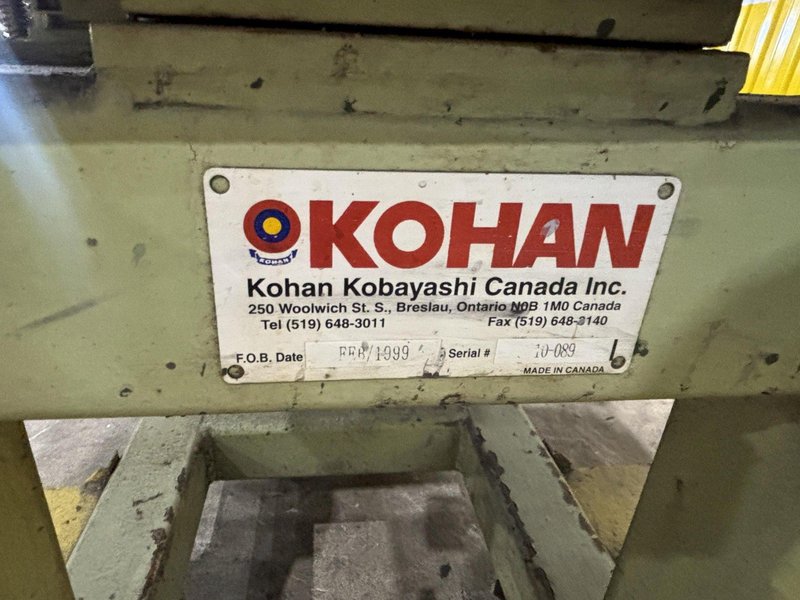 KOHAN
KOHAN
Kohan Kobayashi Canada Inc.
250 Woolwich St. S., Breslau, Ontario N0B 1M0 Canada
Tel (519) 648-3011 Fax (519) 648-3140
F.O.B. Date FEB/1999 Serial # 10-089
MADE IN CANADA